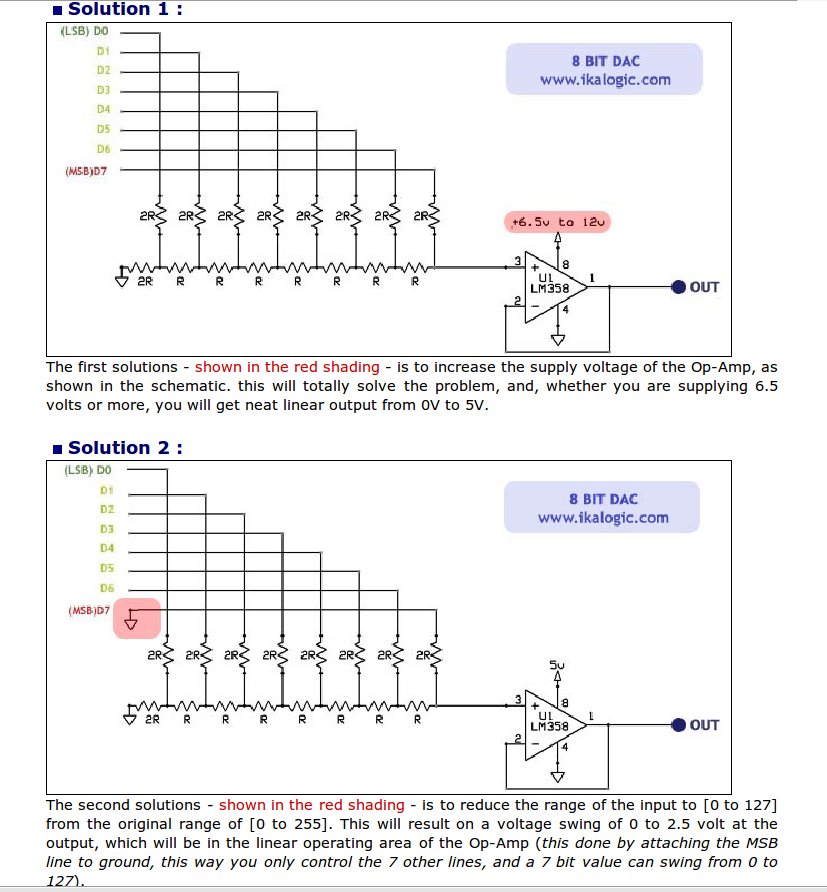 ■ Solution 1 :
(LSB) D0
D1
D2
D3
D4
D5
D6
(MSB)D7
8 BIT DAC
www.ikalogic.com
2R 2R 2R 2R 2R 2R 2R 2R
+6.5v to 12v
3
+
8
U1
LM358
1
2
-
4
OUT
2R R R R R R R R
The first solutions - shown in the red shading - is to increase the supply voltage of the Op-Amp, as
shown in the schematic. this will totally solve the problem, and, whether you are supplying 6.5
volts or more, you will get neat linear output from 0V to 5V.
■ Solution 2 :
(LSB) D0
D1
D2
D3
D4
D5
D6
(MSB)D7
8 BIT DAC
www.ikalogic.com
2R 2R 2R 2R 2R 2R 2R 2R
5v
3
+
8
U1
LM358
1
2
-
4
OUT
2R R R R R R R R
The second solutions - shown in the red shading - is to reduce the range of the input to [0 to 127]
from the original range of [0 to 255]. This will result on a voltage swing of 0 to 2.5 volt at the
output, which will be in the linear operating area of the Op-Amp (this done by attaching the MSB
line to ground, this way you only control the 7 other lines, and a 7 bit value can swing from 0 to
127).